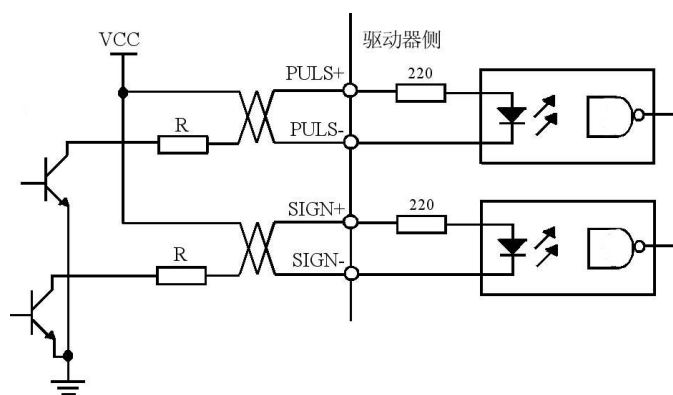 VCC
驱动器侧
PULS+
220
R
PULS-
SIGN+
220
R
SIGN-